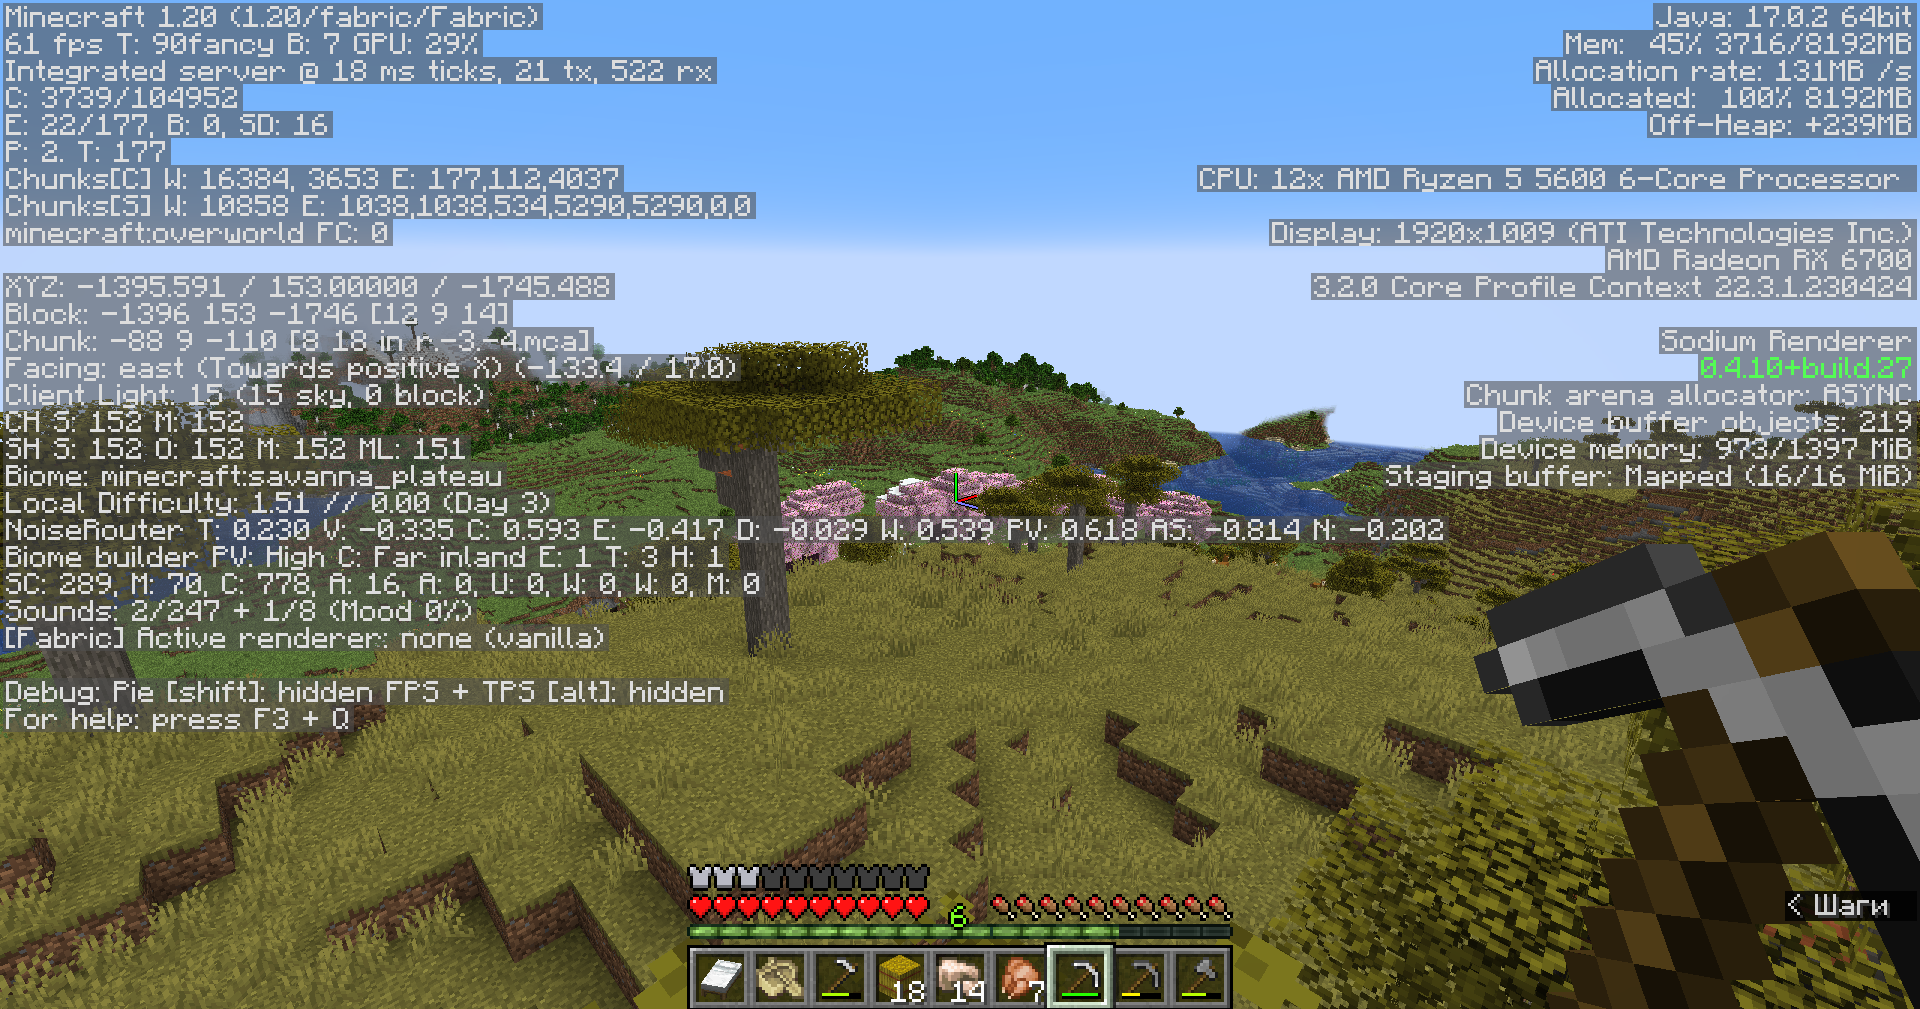 Minecraft 1.20 (1.20/fabric/Fabric)
61 fps T: 90fancy B: 7 GPU: 29%
Integrated server @ 18 ms ticks, 21 tx, 522 rx
C: 3739/104952
E: 22/177, B: 0, SD: 16
P: 2. T: 177
Chunks[C] W: 16384, 3653 E: 177,112,4037
Chunks[S] W: 10858 E: 1038,1038,534,5290,5290,0,0
minecraft:overworld FC: 0
XYZ: -1395.591 / 153.00000 / -1745.488
Block: -1396 153 -1746 [12 9 14]
Chunk: -88 9 -110 [8 18 in r.-3.-4.mca]
Facing: east (Towards positive X) (-133.4 / 17.0)
Client Light: 15 (15 sky, 0 block)
CH S: 152 M: 152
SH S: 152 O: 152 M: 152 ML: 151
Biome: minecraft:savanna_plateau
Local Difficulty: 1.51 // 0.00 (Day 3)
NoiseRouter T: 0.230 V: -0.335 C: 0.593 E: -0.417 D: -0.029 W: 0.539 PV: 0.618 AS: -0.814 N: -0.202
Biome builder PV: High C: Far inland E: 1 T: 3 H: 1
SC: 289, M: 70, C: 778, A: 16, A: 0, U: 0, W: 0, W: 0, M: 0
Sounds: 2/247 + 1/8 (Mood 0%)
[Fabric] Active renderer: none (vanilla)
Debug: Pie [shift]: hidden FPS + TPS [alt]: hidden
For help: press F3 + Q
Java: 17.0.2 64bit
Mem: 45% 3716/8192MB
Allocation rate: 131MB /s
Allocated: 100% 8192MB
Off-Heap: +239MB
CPU: 12x AMD Ryzen 5 5600 6-Core Processor
Display: 1920x1009 (ATI Technologies Inc.)
AMD Radeon RX 6700
3.2.0 Core Profile Context 22.3.1.230424
Sodium Renderer
0.4.10+build.27
Chunk arena allocator: ASYNC
Device buffer objects: 219
Device memory: 973/1397 MiB
Staging buffer: Mapped (16/16 MiB)
< Шаги
6
18 14 7